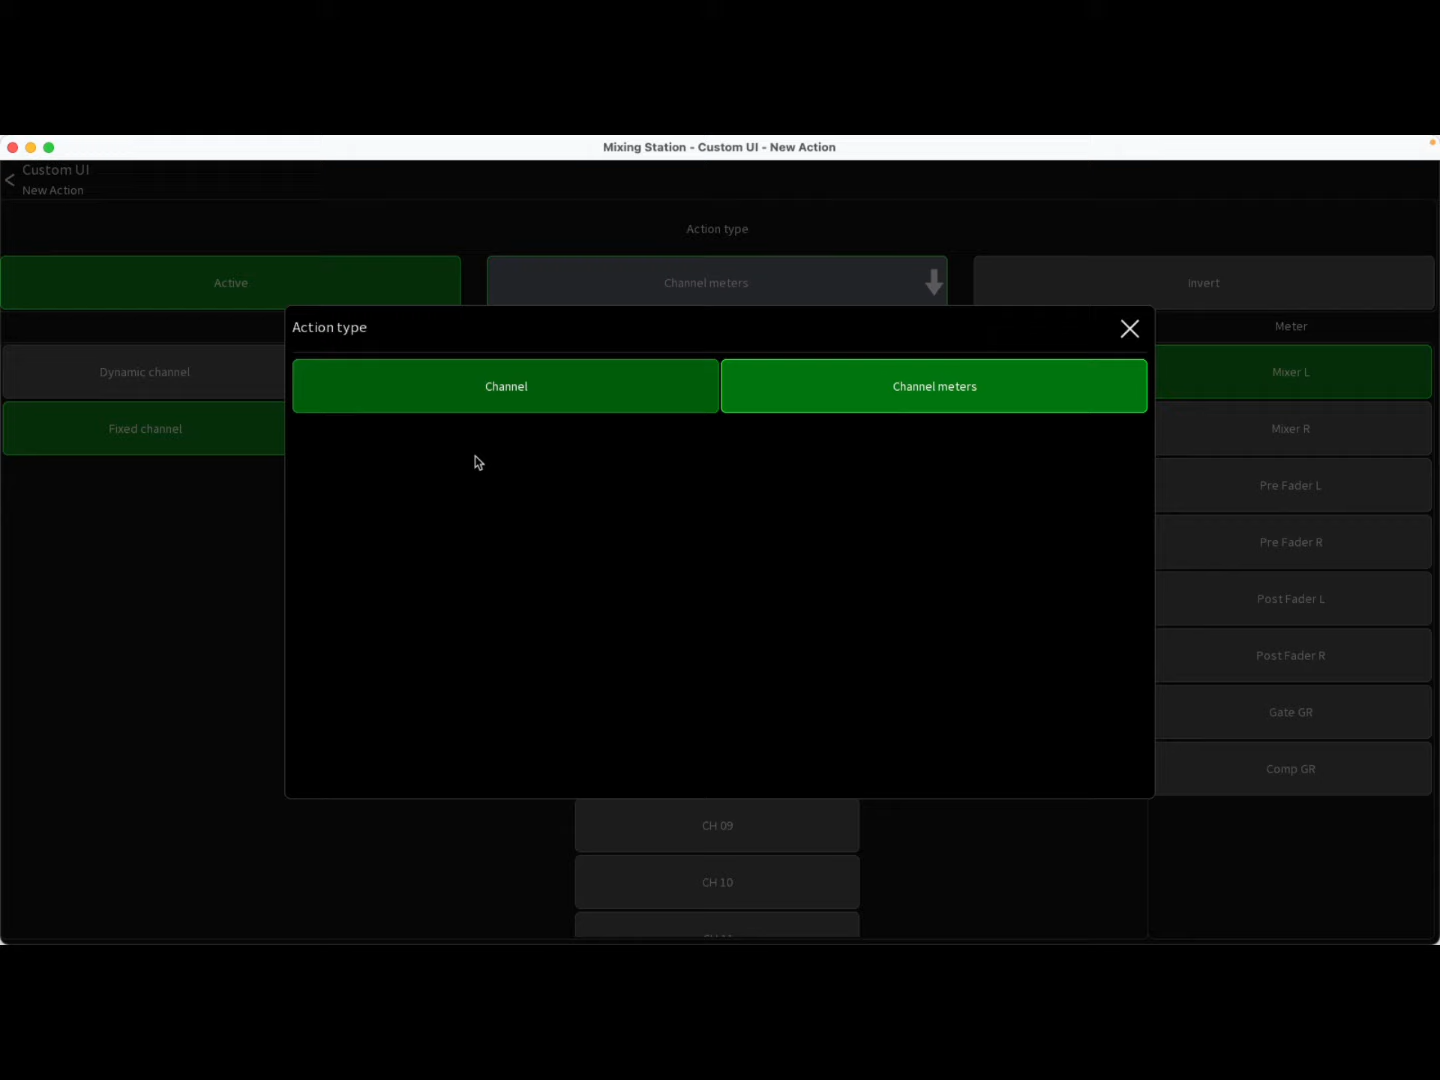 Mixing Station - Custom UI - New Action
Custom UI
New Action
Action type
Active
Channel meters
Invert
Action type
Meter
Channel
Channel meters
Dynamic channel
Mixer L
Fixed channel
Mixer R
Pre Fader L
Pre Fader R
Post Fader L
Post Fader R
Gate GR
Comp GR
CH 09
CH 10